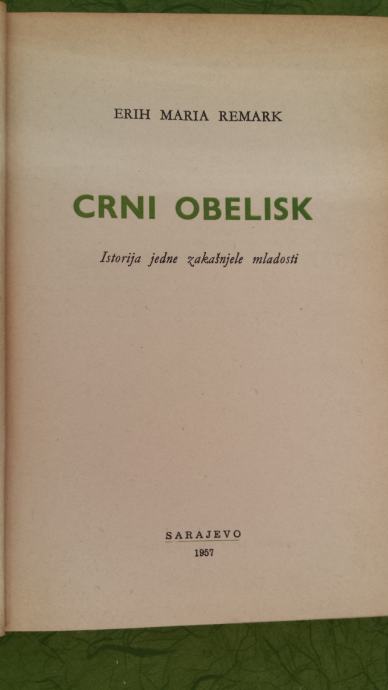 ERIH MARIA REMARK
CRNI OBELISK
Istorija jedne zakašnjele mladosti
SARAJEVO
1957